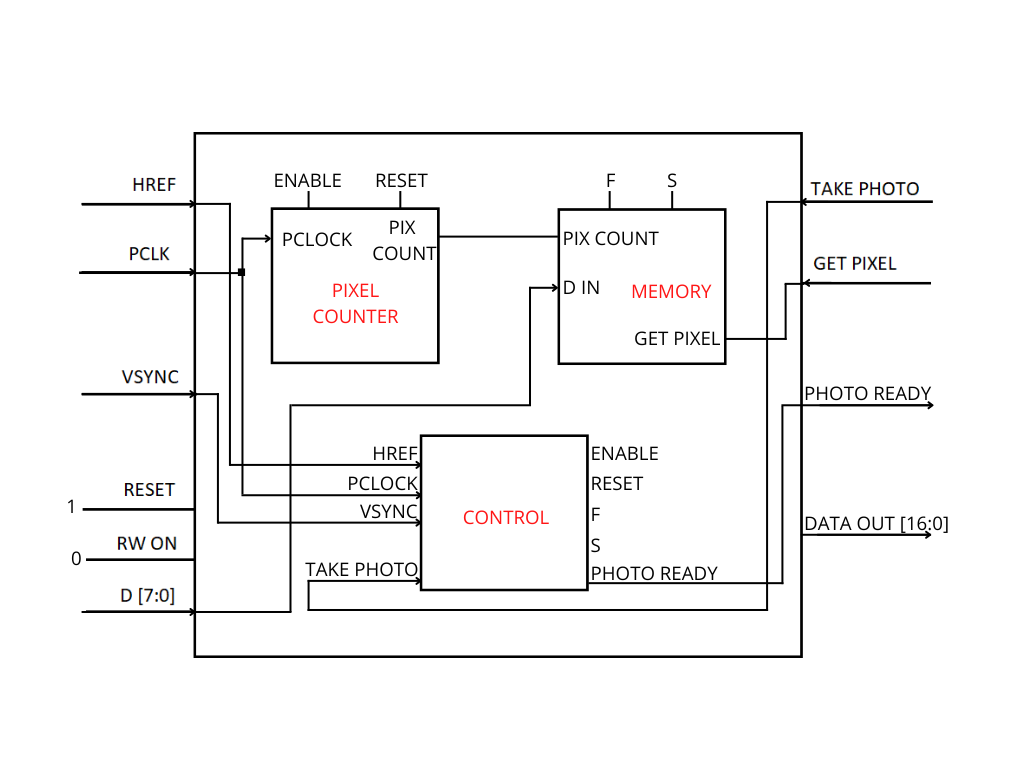 HREF
PCLK
VSYNC
RESET
1
RW ON
0
D [7:0]
ENABLE
RESET
PCLOCK
PIX
COUNT
PIXEL
COUNTER
F
S
PIX COUNT
D IN
MEMORY
GET PIXEL
HREF
PCLOCK
VSYNC
TAKE PHOTO
CONTROL
ENABLE
RESET
F
S
PHOTO READY
TAKE PHOTO
GET PIXEL
PHOTO READY
DATA OUT [16:0]